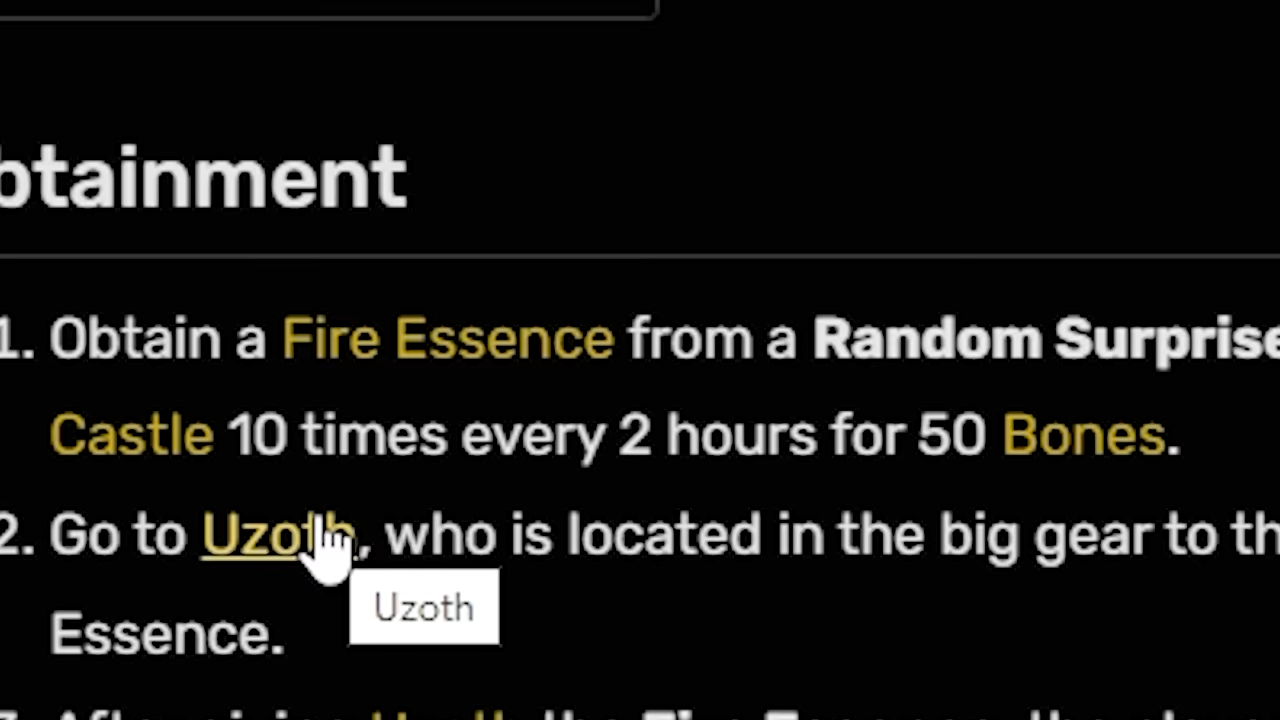 btainment
1. Obtain a Fire Essence from a Random Surprise
Castle 10 times every 2 hours for 50 Bones.
2. Go to Uzoth, who is located in the big gear to th
Uzoth
Essence.